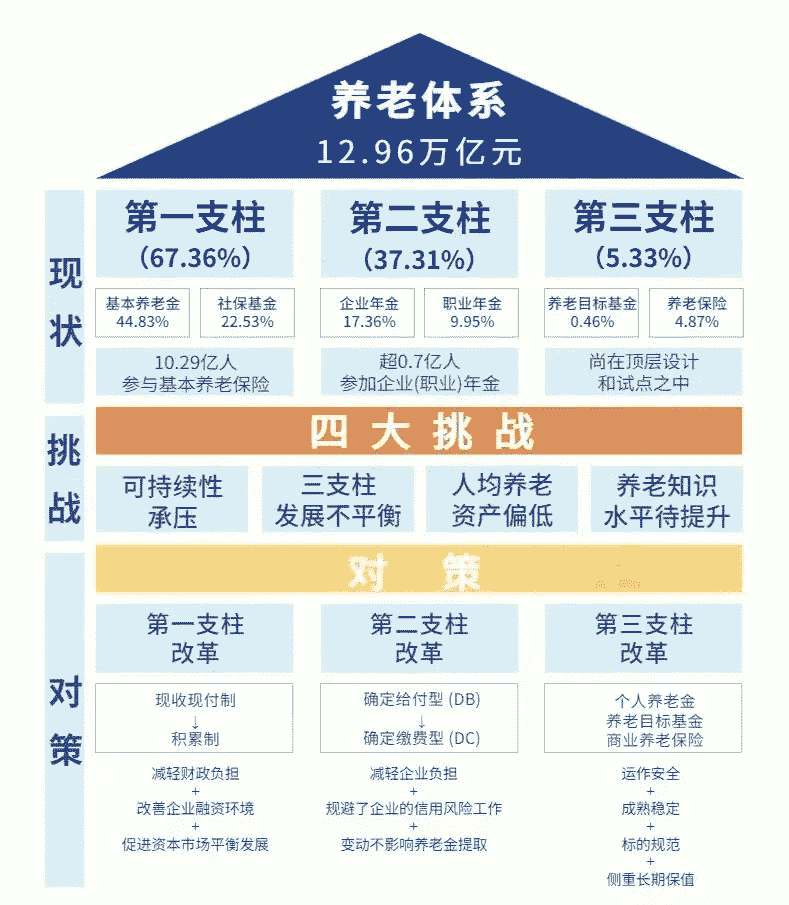 养老体系
12.96万亿元
现状
第一支柱
（67.36%）
第二支柱
（37.31%）
第三支柱
（5.33%）
基本养老金
44.83%
社保基金
22.53%
企业年金
17.36%
职业年金
9.95%
养老目标基金
0.46%
养老保险
4.87%
10.29亿人
参与基本养老保险
超0.7亿人
参加企业(职业)年金
尚在顶层设计
和试点之中
挑战
四大挑战
可持续性
承压
三支柱
发展不平衡
人均养老
资产偏低
养老知识
水平待提升
对策
对策
第一支柱
改革
第二支柱
改革
第三支柱
改革
现收现付制
↓
积累制
确定给付型 (DB)
↓
确定缴费型 (DC)
个人养老金
养老目标基金
商业养老保险
减轻财政负担
+
改善企业融资环境
+
促进资本市场平衡发展
减轻企业负担
+
规避了企业的信用风险工作
+
变动不影响养老金提取
运作安全
+
成熟稳定
+
标的规范
+
侧重长期保值